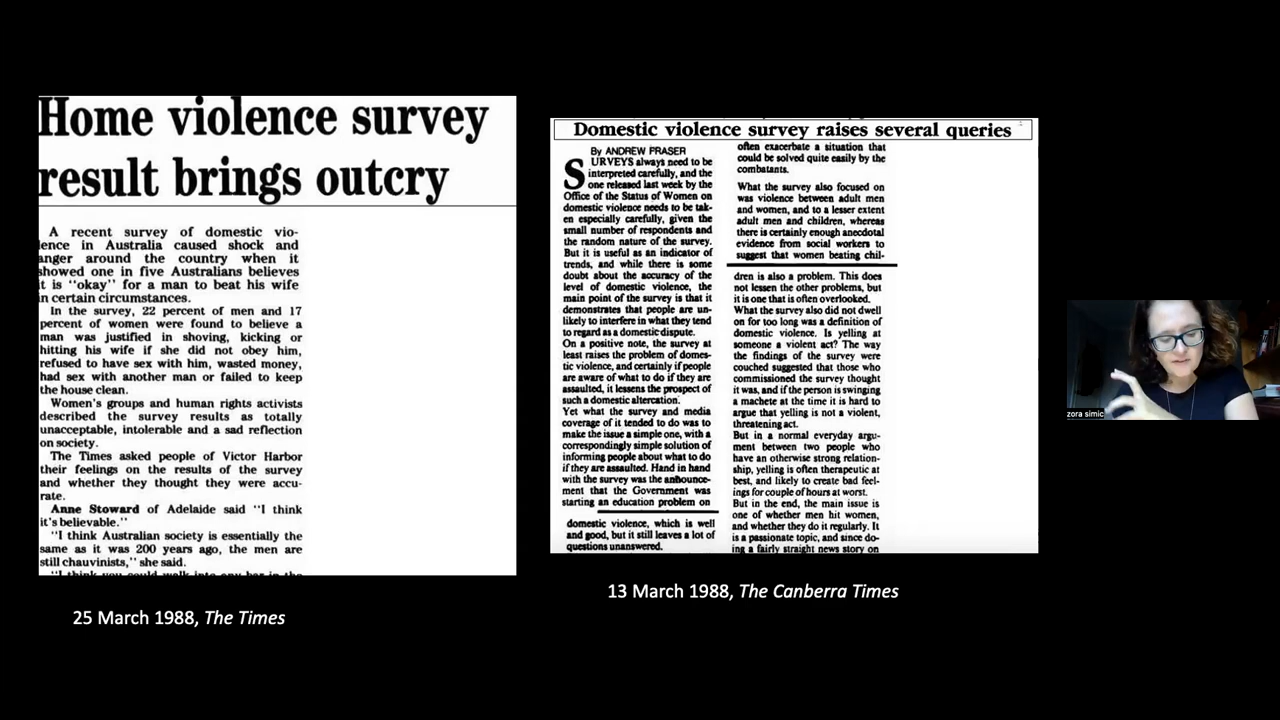 Home violence survey
result brings outcry
A recent survey of domestic vio-
lence in Australia caused shock and
anger around the country when it
showed one in five Australians believes
it is "okay" for a man to beat his wife
in certain circumstances.
In the survey, 22 percent of men and 17
percent of women were found to believe a
man was justified in shoving, kicking or
hitting his wife if she did not obey him,
refused to have sex with him, wasted money,
had sex with another man or failed to keep
the house clean.
Women's groups and human rights activists
described the survey results as totally
unacceptable, intolerable and a sad reflection
on society.
The Times asked people of Victor Harbor
their feelings on the results of the survey
and whether they thought they were accu-
rate.
Anne Stoward of Adelaide said "I think
it's believable."
"I think Australian society is essentially the
same as it was 200 years ago, the men are
still chauvinists," she said.
"I think you could walk into any bar in the
25 March 1988, The Times
Domestic violence survey raises several queries
By ANDREW FRASER
SURVEYS always need to be
interpreted carefully, and the
one released last week by the
Office of the Status of Women on
domestic violence needs to be tak-
en especially carefully, given the
small number of respondents and
the random nature of the survey.
But it is useful as an indicator of
trends, and while there is some
doubt about the accuracy of the
level of domestic violence, the
main point of the survey is that it
demonstrates that people are un-
likely to interfere in what they tend
to regard as a domestic dispute.
On a positive note, the survey at
least raises the problem of domes-
tic violence, and certainly if people
are aware of what to do if they are
assaulted, it lessens the prospect of
such a domestic altercation.
Yet what the survey and media
coverage of it tended to do was to
make the issue a simple one, with a
correspondingly simple solution of
informing people about what to do
if they are assaulted. Hand in hand
with the survey was the announce-
ment that the Government was
starting an education problem on
domestic violence, which is well
and good, but it still leaves a lot of
questions unanswered.
often exacerbate a situation that
could be solved quite easily by the
combatants.
What the survey also focused on
was violence between adult men
and women, and to a lesser extent
adult men and children, whereas
there is certainly enough anecdotal
evidence from social workers to
suggest that women beating chil-
dren is also a problem. This does
not lessen the other problems, but
it is one that is often overlooked.
What the survey also did not dwell
on for too long was a definition of
domestic violence. Is yelling at
someone a violent act? The way
the findings of the survey were
couched suggested that those who
commissioned the survey thought
it was, and if the person is swinging
a machete at the time it is hard to
argue that yelling is not a violent,
threatening act.
But in a normal everyday argu-
ment between two people who
have an otherwise strong relation-
ship, yelling is often therapeutic at
best, and likely to create bad feel-
ings for couple of hours at worst.
But in the end, the main issue is
one of whether men hit women,
and whether they do it regularly. It
is a passionate topic, and since do-
ing a fairly straight news story on
13 March 1988, The Canberra Times
zora simic